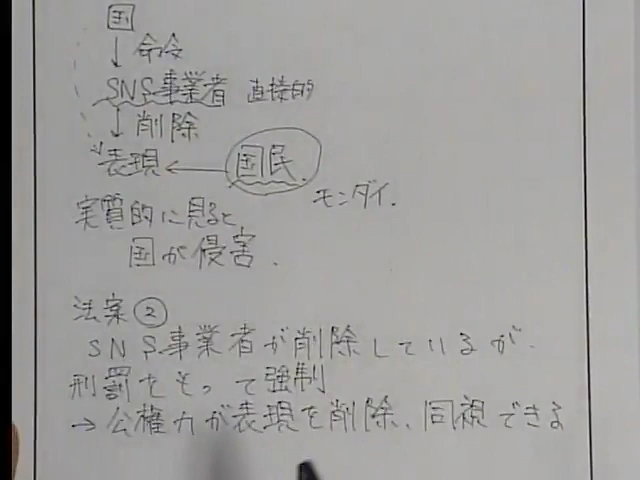 国
↓ 命令
SNS事業者 直接的
↓ 削除
表現 ← 国民
モンダイ.
実質的に見ると
国が侵害.
法案②
SNS事業者が削除しているが.
刑罰をもって強制
→公権力が表現を削除、同視できる